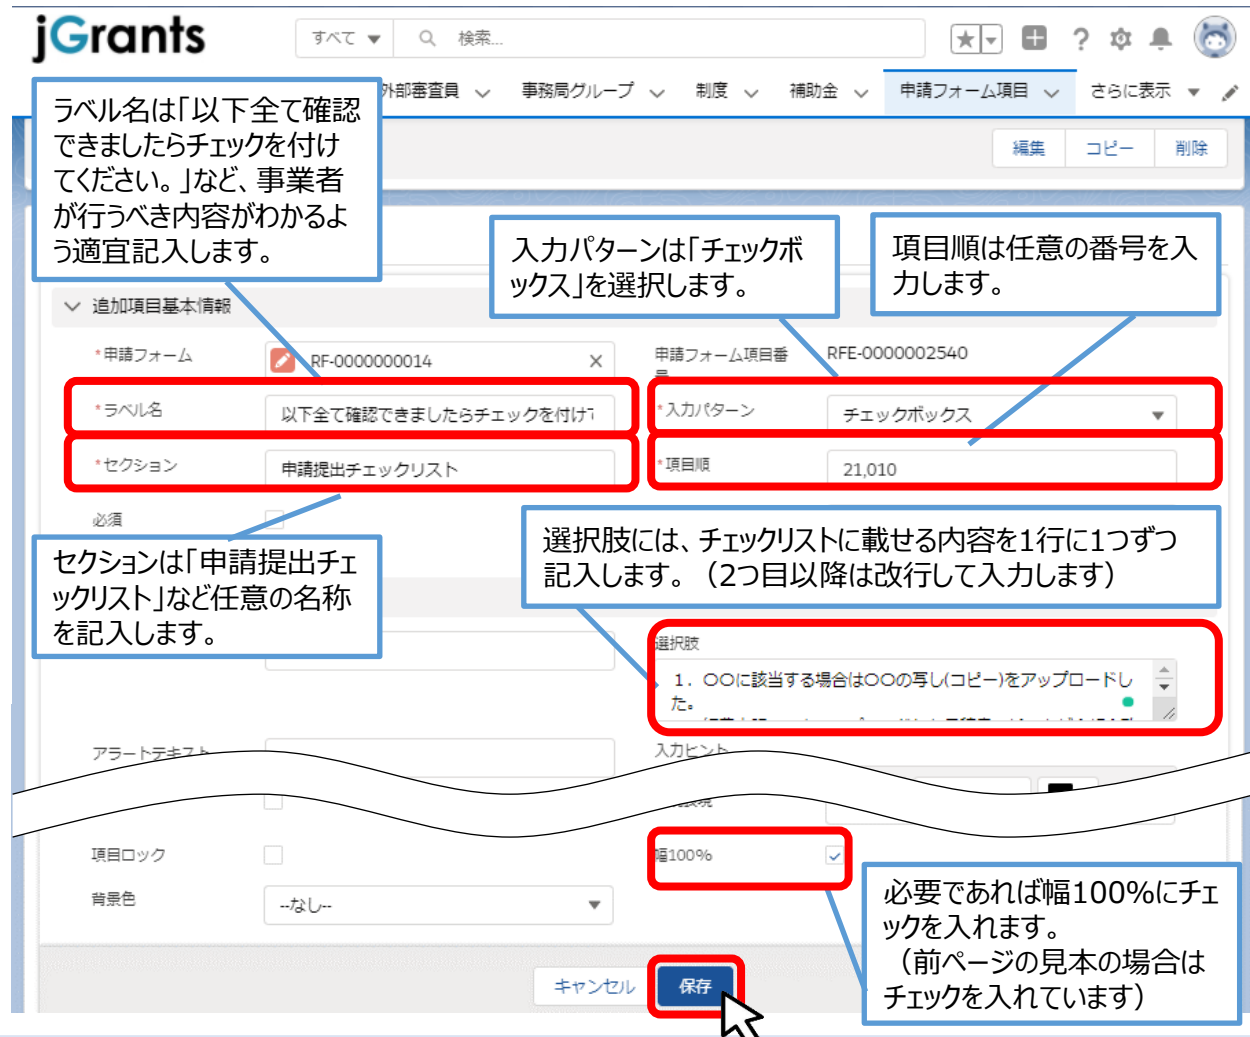 jGrants
すべて
検索...
外部審査員
事務局グループ
制度
補助金
申請フォーム項目
さらに表示
編集
コピー
削除
ラベル名は「以下全て確認
できましたらチェックを付け
てください。」など、事業者
が行うべき内容がわかるよ
う適宜記入します。
入力パターンは「チェックボ
ックス」を選択します。
項目順は任意の番号を入
力します。
追加項目基本情報
*申請フォーム
RF-0000000014
申請フォーム項目番
RFE-0000002540
*ラベル名
以下全て確認できましたらチェックを付けて
*入力パターン
チェックボックス
*セクション
申請提出チェックリスト
*項目順
21,010
必須
選択肢には、チェックリストに載せる内容を1行に1つずつ
記入します。（2つ目以降は改行して入力します）
セクションは「申請提出チェ
ックリスト」など任意の名称
を記入します。
選択肢
1．〇〇に該当する場合は〇〇の写し(コピー)をアップロードし
た。
アラートテキスト
入力ヒント
項目ロック
幅100%
背景色
--なし--
必要であれば幅100%にチェ
ックを入れます。
（前ページの見本の場合は
チェックを入れています）
キャンセル
保存